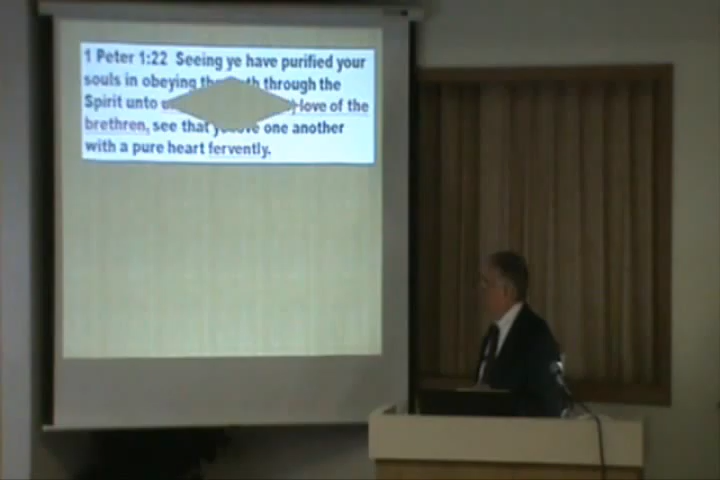 1 Peter 1:22 Seeing ye have purified your
souls in obeying through the
Spirit unto love of the
brethren, see that one another
with a pure heart fervently.